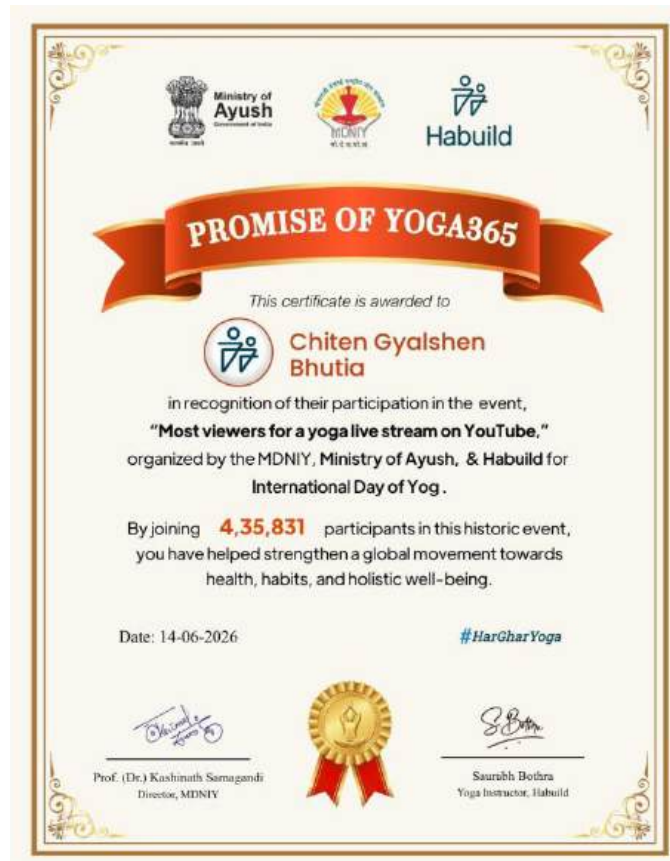 Ministry of
Ayush
Government of India
MDNIY
Habuild
PROMISE OF YOGA365
This certificate is awarded to
Chiten Gyalshen
Bhutia
in recognition of their participation in the event,
"Most viewers for a yoga live stream on YouTube,"
organized by the MDNIY, Ministry of Ayush, & Habuild for
International Day of Yog .
By joining 4,35,831 participants in this historic event,
you have helped strengthen a global movement towards
health, habits, and holistic well-being.
Date: 14-06-2026
#HarGharYoga
Prof. (Dr.) Kashinath Samagandi
Director, MDNIY
Saurabh Bothra
Yoga Instructor, Habuild